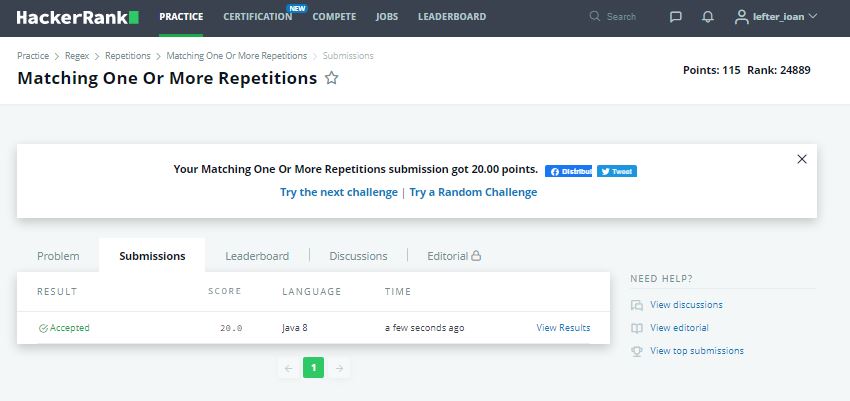 HackerRank PRACTICE CERTIFICATION NEW COMPETE JOBS LEADERBOARD Search lefter_ioan
Practice > Regex > Repetitions > Matching One Or More Repetitions > Submissions
Matching One Or More Repetitions
Points: 115 Rank: 24889
Your Matching One Or More Repetitions submission got 20.00 points. Distribui Tweet
Try the next challenge | Try a Random Challenge
Problem Submissions Leaderboard Discussions Editorial
RESULT SCORE LANGUAGE TIME
Accepted 20.0 Java 8 a few seconds ago View Results
1
NEED HELP?
View discussions
View editorial
View top submissions